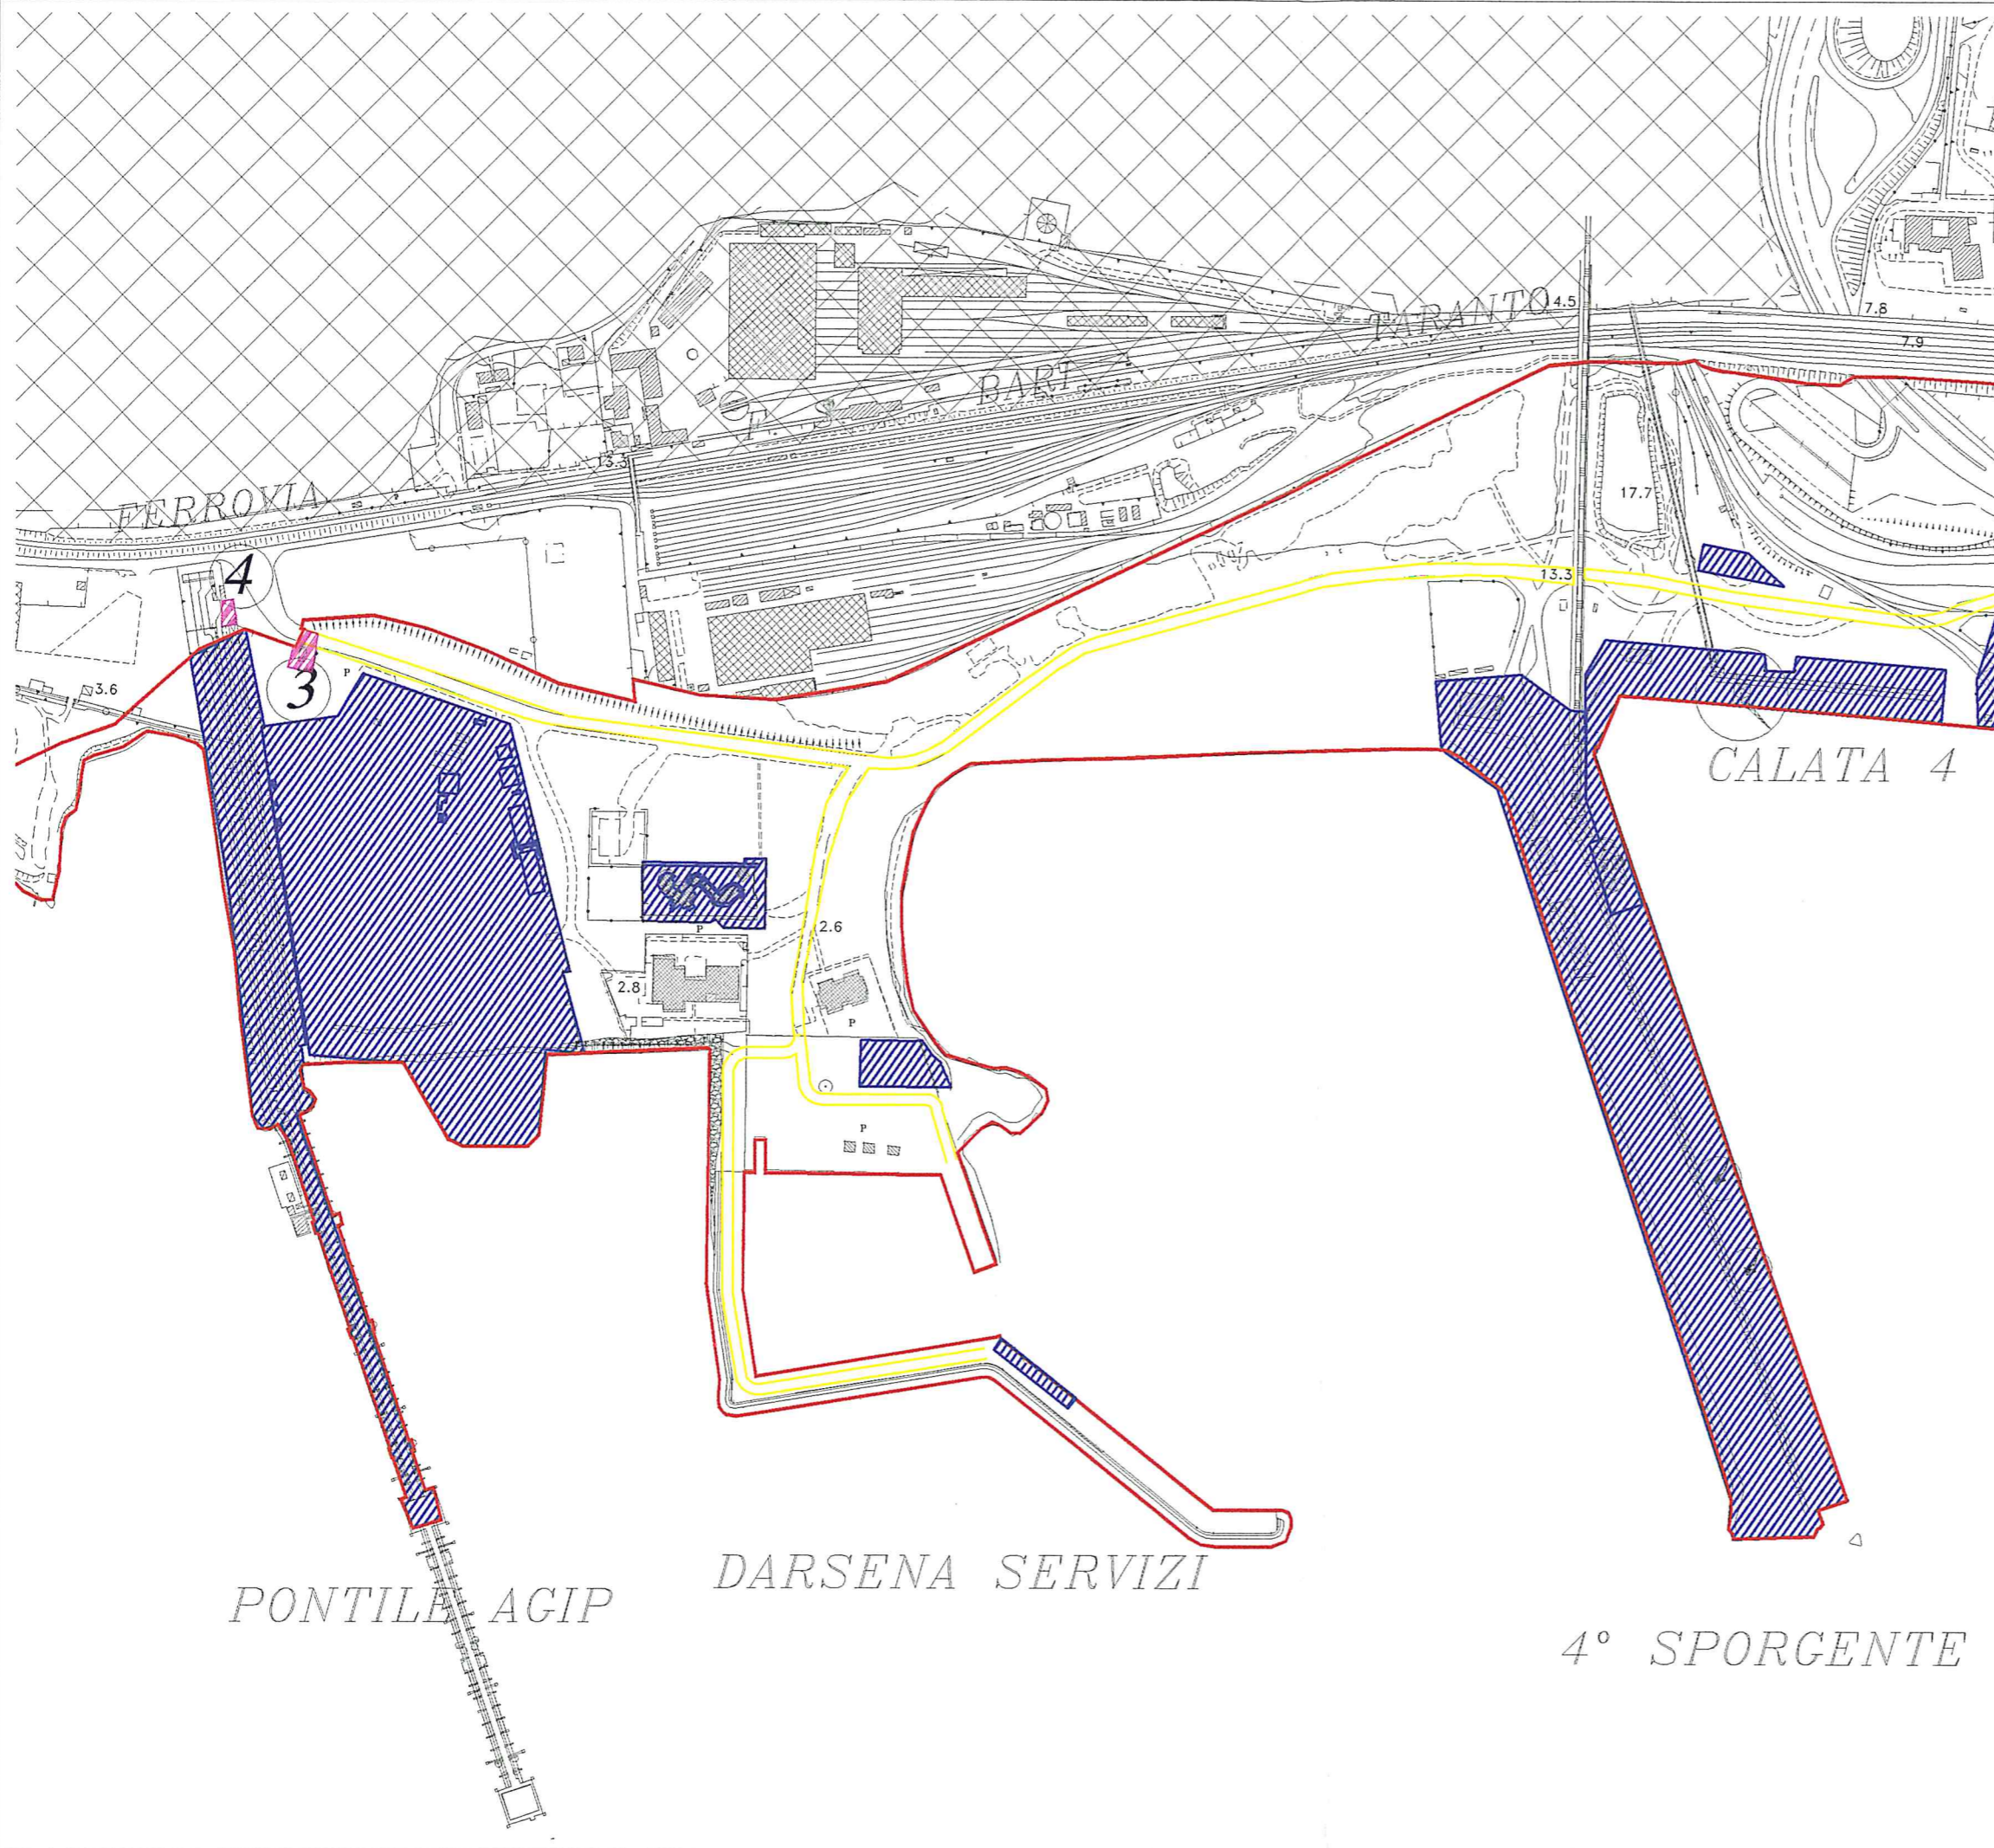 4.5
7.8
TARANTO
7.9
BARI
P. S.
13.3
FERROVIA
17.7
4
13.3
P
3
3.6
CALATA 4
2.6
P
2.8
P
P
DARSENA SERVIZI
PONTILE AGIP
4° SPORGENTE